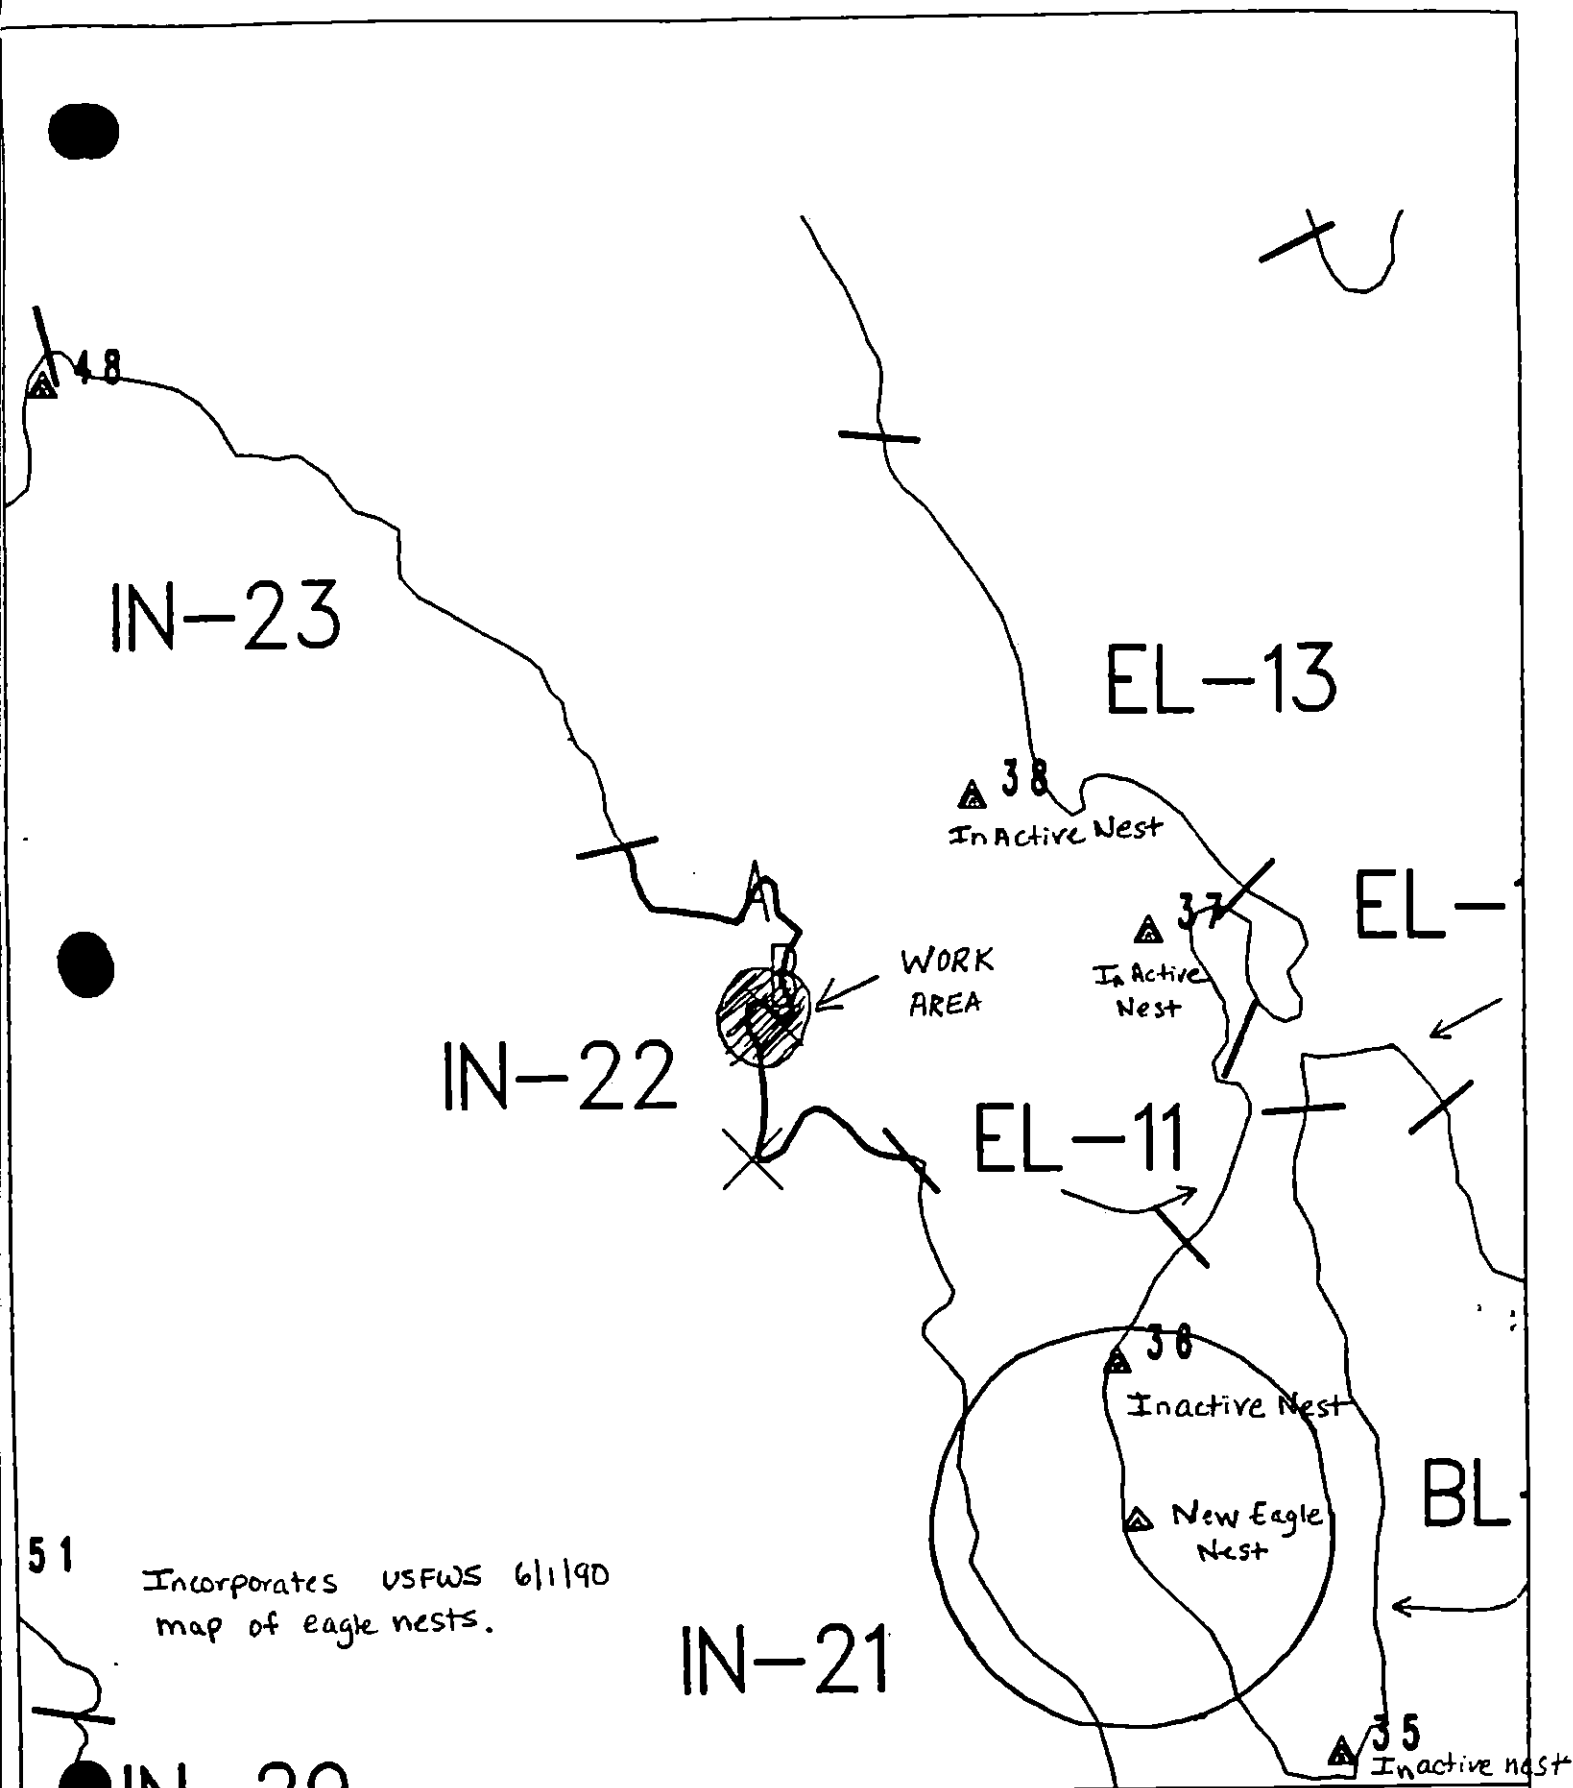 48
IN-23
EL-13
38
InActive Nest
EL-
37
InActive
Nest
WORK
AREA
IN-22
EL-11
36
Inactive Nest
BL
New Eagle
Nest
51
Incorporates USFWS 6/1/90
map of eagle nests.
IN-21
35
Inactive nest